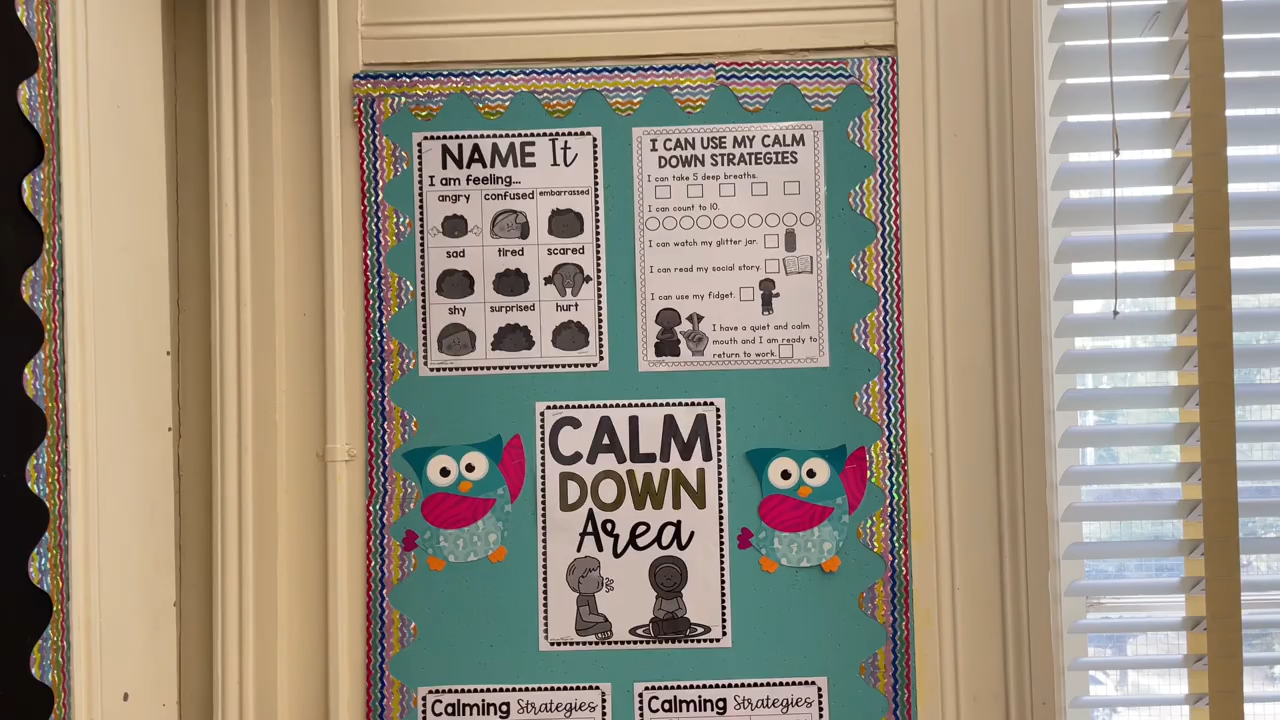 NAME It
I am feeling...
angry confused embarrassed
sad tired scared
shy surprised hurt
I CAN USE MY CALM
DOWN STRATEGIES
I can take 5 deep breaths.
I can count to 10.
I can watch my glitter jar.
I can read my social story.
I can use my fidget.
I have a quiet and calm
mouth and I am ready to
return to work.
CALM
DOWN
Area
Calming Strategies
Calming Strategies